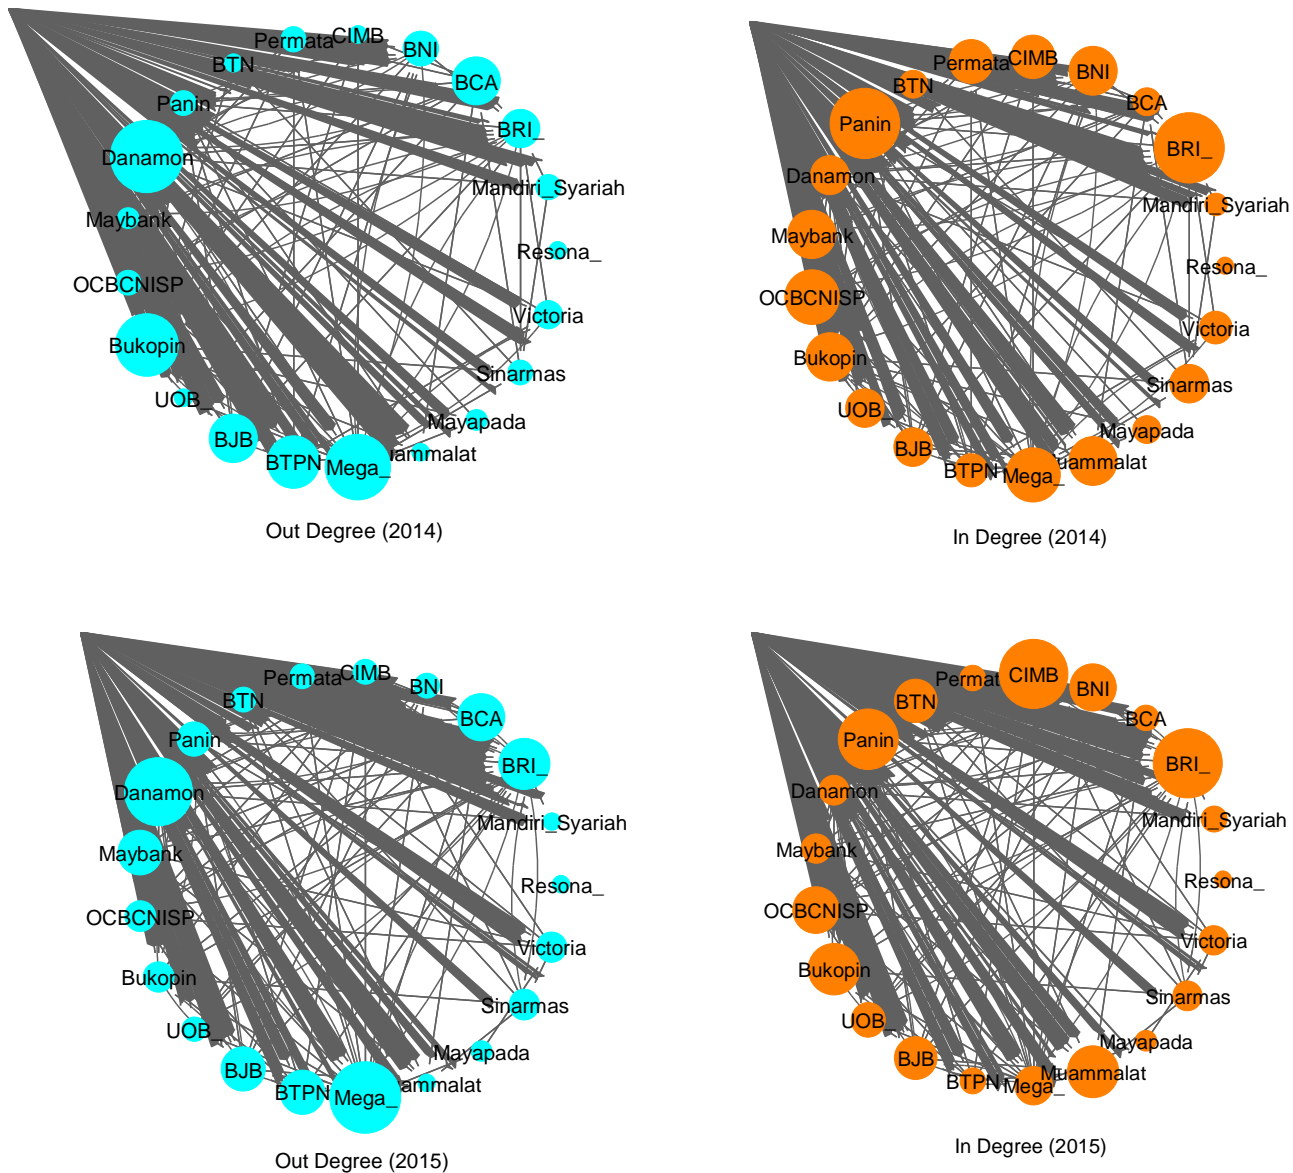 CIMB
Permata
BNI
BTN
BCA
Panin
BRI_
Danamon
Mandiri_Syariah
Maybank
Resona_
OCBCNISP
Victoria
Bukopin
Sinarmas
UOB_
Mayapada
BJB
BTPN
Mega_
ammalat
Out Degree (2014)
CIMB
Permata
BNI
BTN
BCA
Panin
BRI_
Danamon
Mandiri_Syariah
Maybank
Resona_
OCBCNISP
Victoria
Bukopin
Sinarmas
UOB_
Mayapada
BJB
BTPN
Mega_
uammalat
In Degree (2014)
CIMB
Permata
BNI
BTN
BCA
Panin
BRI_
Danamon
Mandiri_Syariah
Maybank
Resona_
OCBCNISP
Victoria
Bukopin
Sinarmas
UOB_
Mayapada
BJB
BTPN
Mega_
ammalat
Out Degree (2015)
CIMB
Permat
BNI
BTN
BCA
Panin
BRI_
Danamon
Mandiri_Syariah
Maybank
Resona_
OCBCNISP
Victoria
Bukopin
Sinarmas
UOB_
Mayapada
BJB
BTPN
Mega_
Muammalat
In Degree (2015)